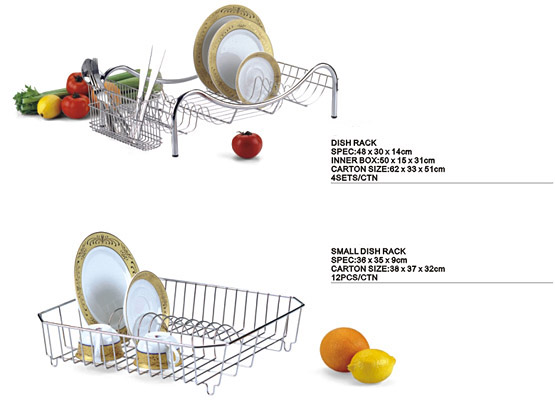 DISH RACK
SPEC:48 x 30 x 14cm
INNER BOX:50 x 15 x 31cm
CARTON SIZE:62 x 33 x 51cm
4SETS/CTN
SMALL DISH RACK
SPEC:36 x 35 x 9cm
CARTON SIZE:38 x 37 x 32cm
12PCS/CTN